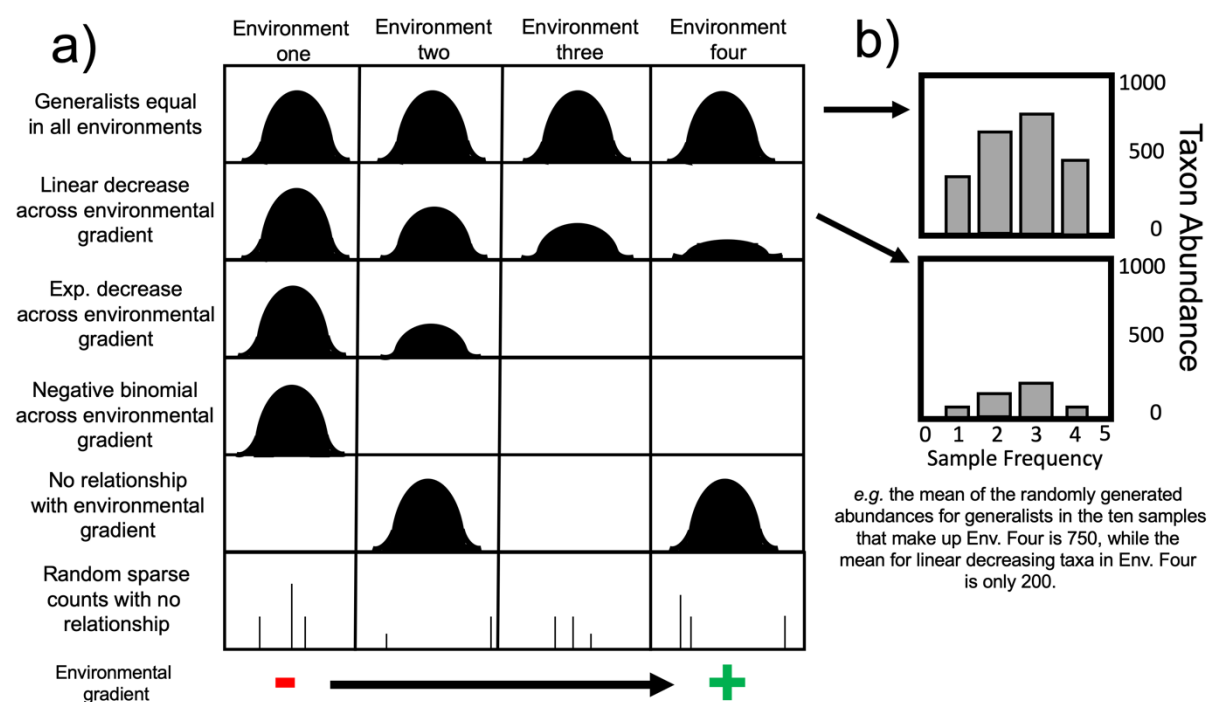 a)
Environment
one
Environment
two
Environment
three
Environment
four
Generalists equal
in all environments
Linear decrease
across environmental
gradient
Exp. decrease
across environmental
gradient
Negative binomial
across environmental
gradient
No relationship
with environmental
gradient
Random sparse
counts with no
relationship
Environmental
gradient
-
+
b)
1000
500
0
1000
500
0
Taxon Abundance
0 1 2 3 4 5
Sample Frequency
e.g. the mean of the randomly generated
abundances for generalists in the ten samples
that make up Env. Four is 750, while the
mean for linear decreasing taxa in Env. Four
is only 200.